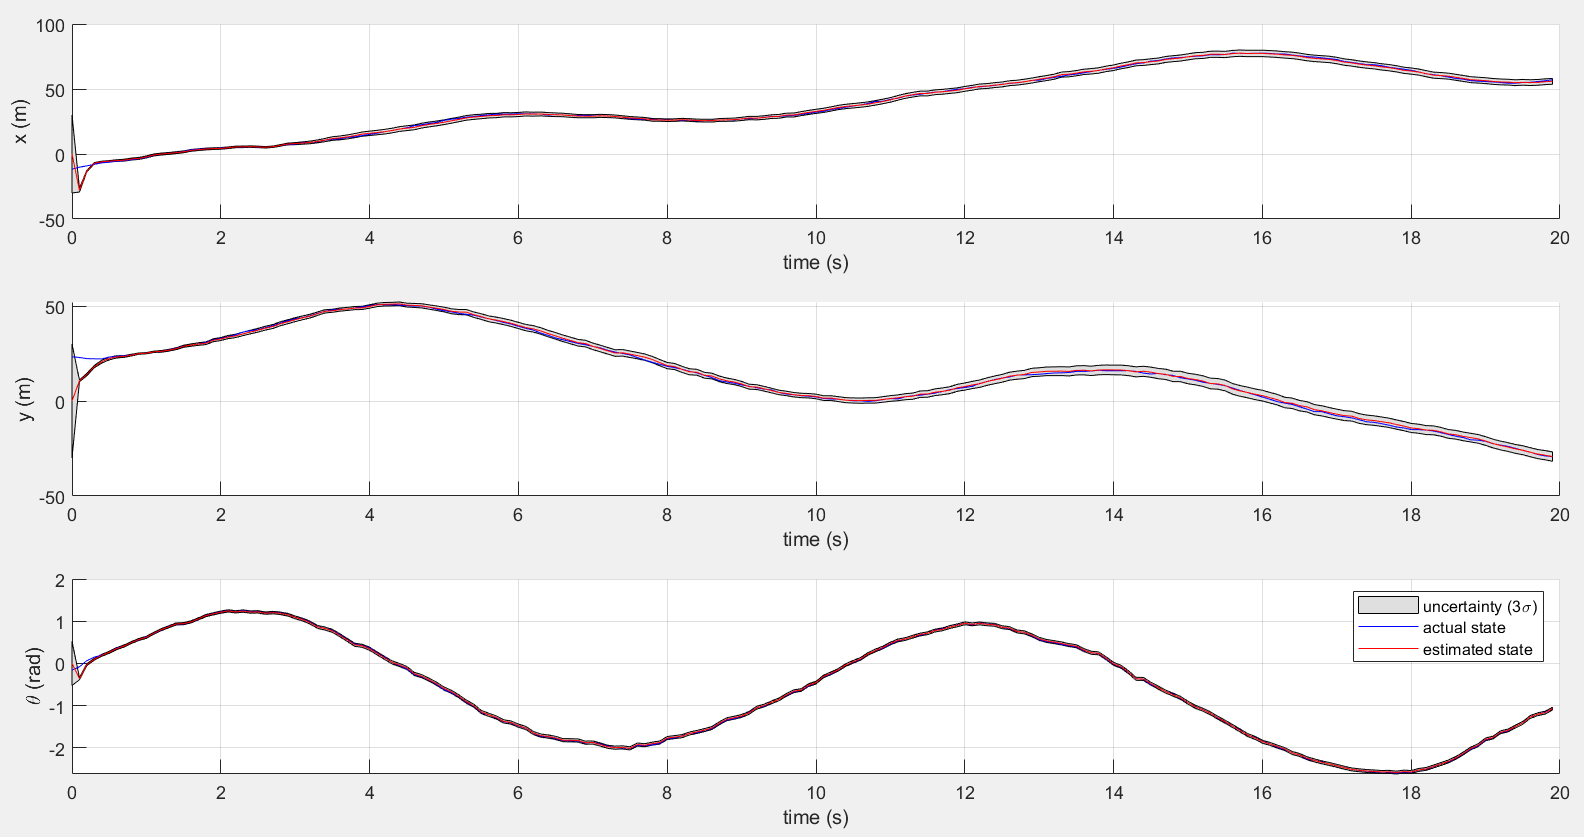 100
50
0
-50
x (m)
0 2 4 6 8 10 12 14 16 18 20
time (s)
50
0
-50
y (m)
0 2 4 6 8 10 12 14 16 18 20
time (s)
2
1
0
-1
-2
θ (rad)
uncertainty (3σ)
actual state
estimated state
0 2 4 6 8 10 12 14 16 18 20
time (s)